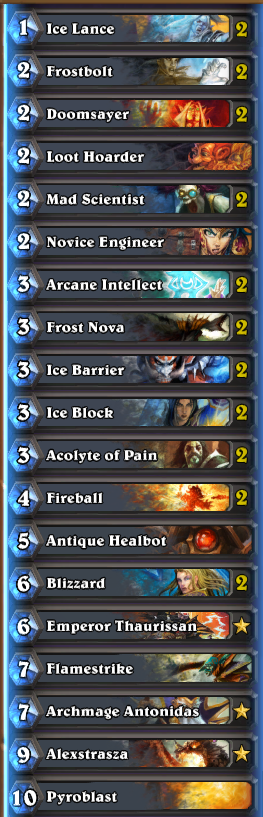 1 Ice Lance 2
2 Frostbolt 2
2 Doomsayer 2
2 Loot Hoarder
2 Mad Scientist 2
2 Novice Engineer
3 Arcane Intellect 2
3 Frost Nova 2
3 Ice Barrier 2
3 Ice Block 2
3 Acolyte of Pain 2
4 Fireball 2
5 Antique Healbot
6 Blizzard 2
6 Emperor Thaurissan
7 Flamestrike
7 Archmage Antonidas
9 Alexstrasza
10 Pyroblast